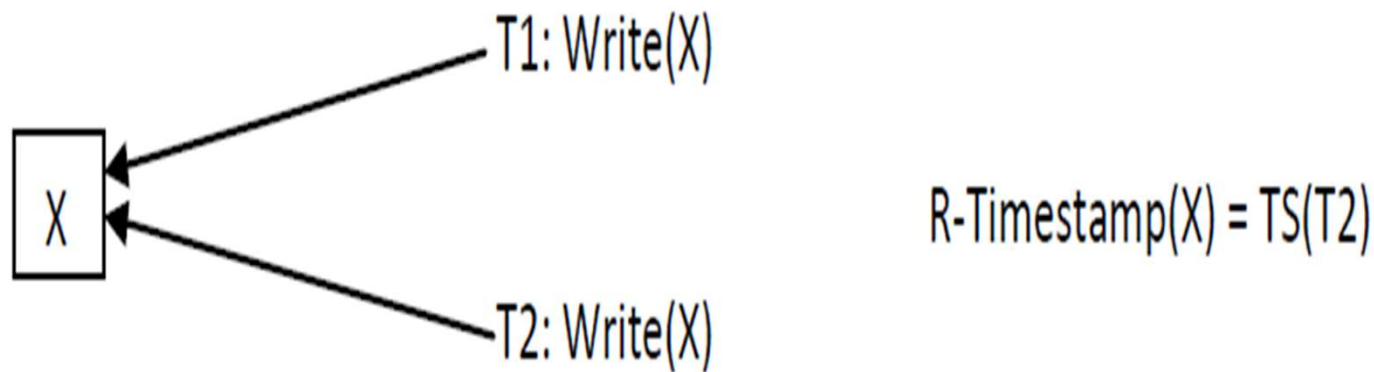 T1: Write(X)
X
R-Timestamp(X) = TS(T2)
T2: Write(X)